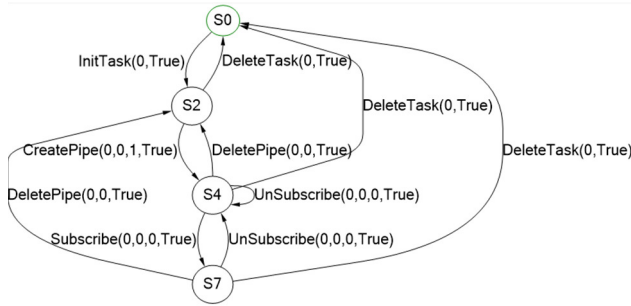 S0
InitTask(0,True)
DeleteTask(0,True)
S2
DeleteTask(0,True)
CreatePipe(0,0,1,True)
DeletePipe(0,0,True)
DeleteTask(0,True)
DeletePipe(0,0,True)
S4
UnSubscribe(0,0,0,True)
Subscribe(0,0,0,True)
UnSubscribe(0,0,0,True)
S7